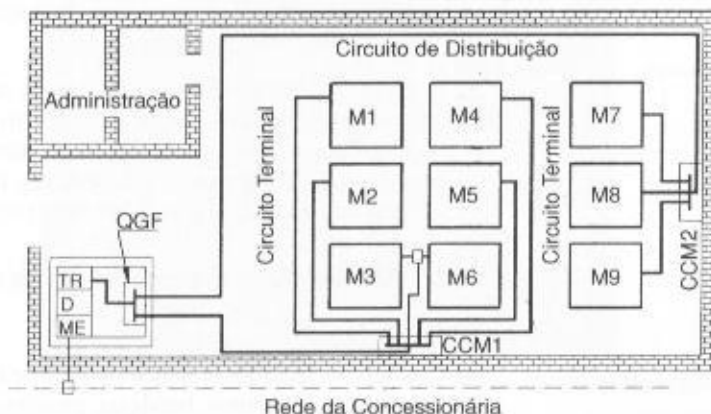 Circuito de Distribuição
Administração
Circuito Terminal
M1
M4
Circuito Terminal
M7
M2
M5
M8
QGF
M3
M6
M9
CCM2
TR
D
ME
CCM1
Rede da Concessionária